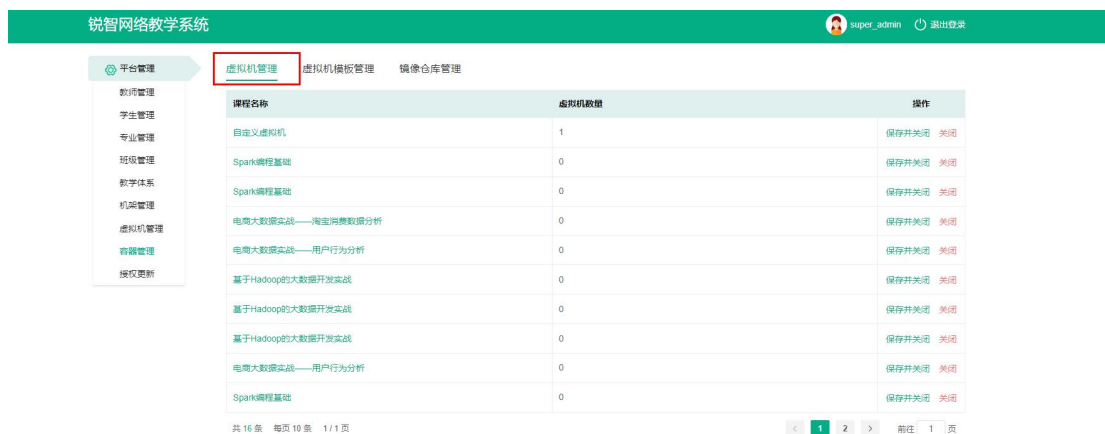 锐智网络教学系统
super_admin 退出登录
平台管理
教师管理
学生管理
专业管理
班级管理
教学体系
机架管理
虚拟机管理
容器管理
授权更新
虚拟机管理 虚拟机模板管理 镜像仓库管理
课程名称 虚拟机数量 操作
自定义虚拟机 1 保存并关闭 关闭
Spark编程基础 0 保存并关闭 关闭
Spark编程基础 0 保存并关闭 关闭
电商大数据实战——淘宝消费数据分析 0 保存并关闭 关闭
电商大数据实战——用户行为分析 0 保存并关闭 关闭
基于Hadoop的大数据开发实战 0 保存并关闭 关闭
基于Hadoop的大数据开发实战 0 保存并关闭 关闭
基于Hadoop的大数据开发实战 0 保存并关闭 关闭
电商大数据实战——用户行为分析 0 保存并关闭 关闭
Spark编程基础 0 保存并关闭 关闭
共 16 条 每页 10 条 1 / 1 页 < 1 2 > 前往 1 页